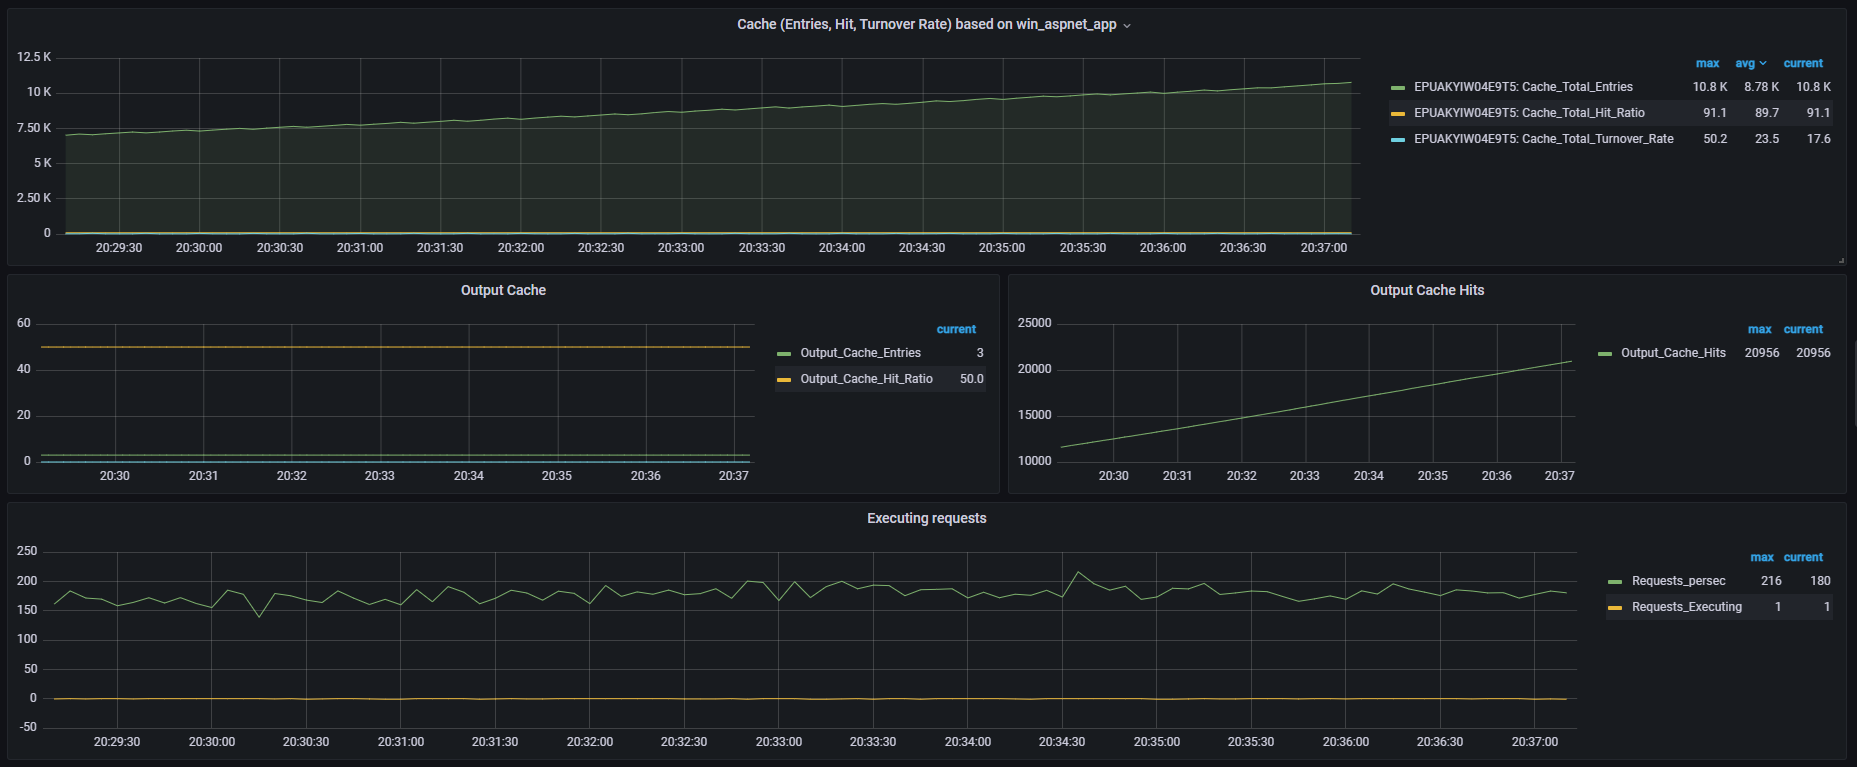 Cache (Entries, Hit, Turnover Rate) based on win_aspnet_app
12.5 K
10 K
7.50 K
5 K
2.50 K
0
20:29:30 20:30:00 20:30:30 20:31:00 20:31:30 20:32:00 20:32:30 20:33:00 20:33:30 20:34:00 20:34:30 20:35:00 20:35:30 20:36:00 20:36:30 20:37:00
max avg current
EPUAKYIW04E9T5: Cache_Total_Entries 10.8 K 8.78 K 10.8 K
EPUAKYIW04E9T5: Cache_Total_Hit_Ratio 91.1 89.7 91.1
EPUAKYIW04E9T5: Cache_Total_Turnover_Rate 50.2 23.5 17.6
Output Cache
60
40
20
0
20:30 20:31 20:32 20:33 20:34 20:35 20:36 20:37
current
Output_Cache_Entries 3
Output_Cache_Hit_Ratio 50.0
Output Cache Hits
25000
20000
15000
10000
20:30 20:31 20:32 20:33 20:34 20:35 20:36 20:37
max current
Output_Cache_Hits 20956 20956
Executing requests
250
200
150
100
50
0
-50
20:29:30 20:30:00 20:30:30 20:31:00 20:31:30 20:32:00 20:32:30 20:33:00 20:33:30 20:34:00 20:34:30 20:35:00 20:35:30 20:36:00 20:36:30 20:37:00
max current
Requests_persec 216 180
Requests_Executing 1 1